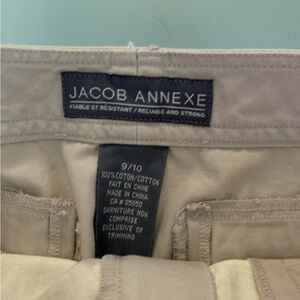 JACOB ANNEXE
FIABLE ET RÉSISTANT / RELIABLE AND STRONG
9/10
100%COTON/COTTON
FAIT EN CHINE
MADE IN CHINA
CA # 05050
GARNITURE NON
COMPRISE
EXCLUSIVE OF
TRIMMING